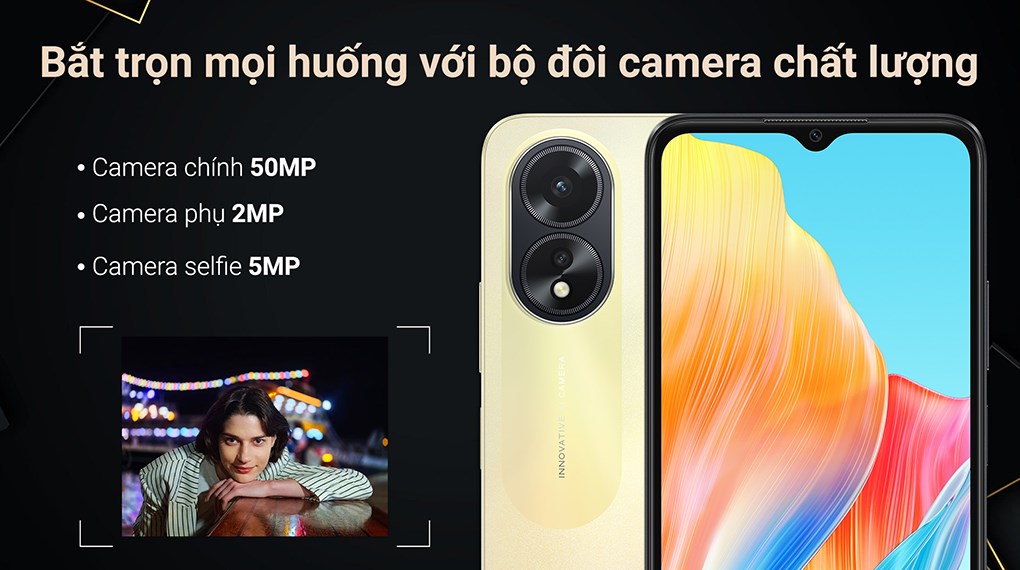 Bắt trọn mọi huống với bộ đôi camera chất lượng
• Camera chính 50MP
• Camera phụ 2MP
• Camera selfie 5MP
INNOVATIVE CAMERA